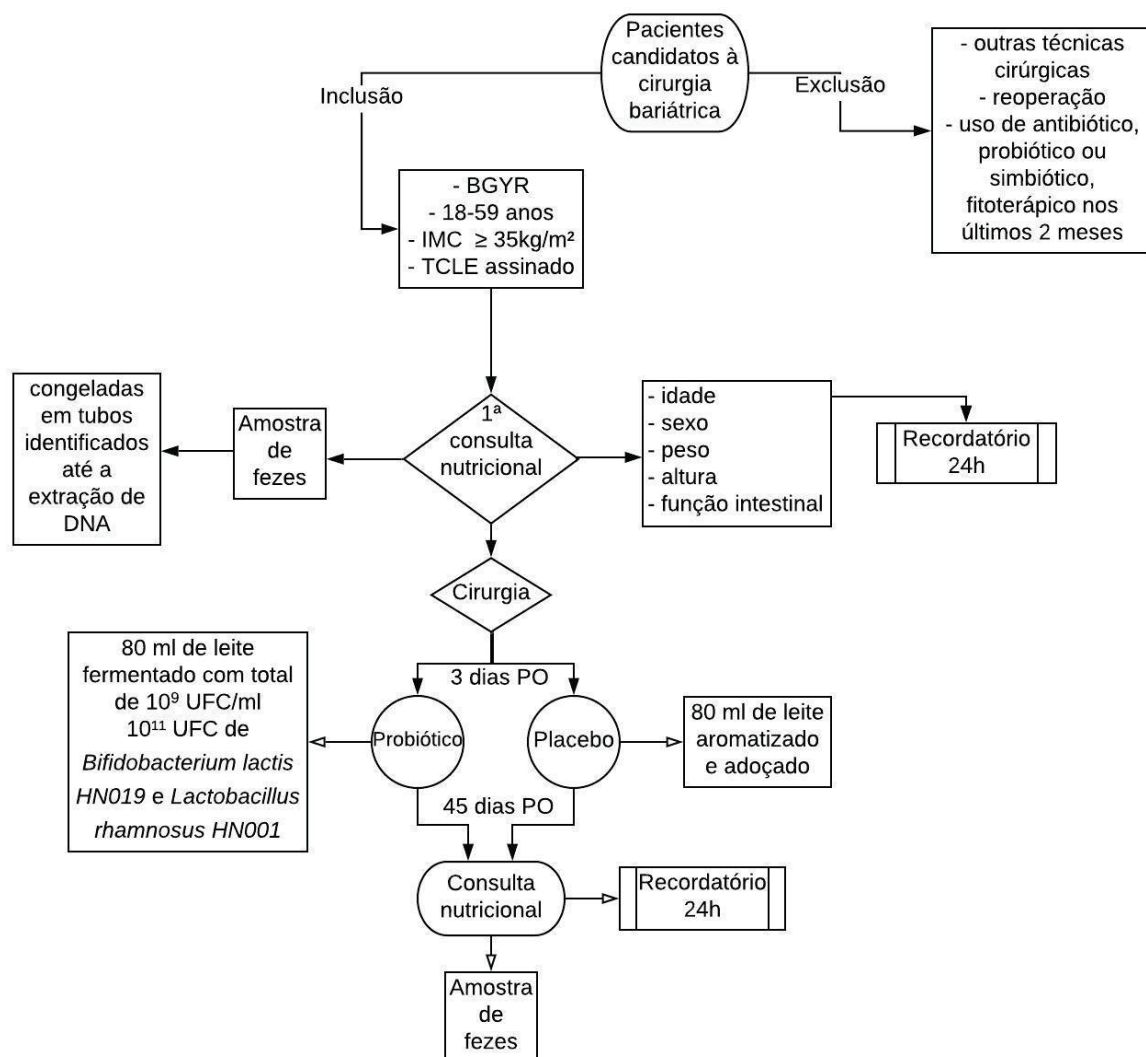 Pacientes
candidatos à
cirurgia
bariátrica
Inclusão
Exclusão
- outras técnicas
cirúrgicas
- reoperação
- uso de antibiótico,
probiótico ou
simbiótico,
fitoterápico nos
últimos 2 meses
- BGYR
- 18-59 anos
- IMC ≥ 35kg/m²
- TCLE assinado
congeladas
em tubos
identificados
até a
extração de
DNA
Amostra
de
fezes
1ª
consulta
nutricional
- idade
- sexo
- peso
- altura
- função intestinal
Recordatório
24h
Cirurgia
3 dias PO
80 ml de leite
fermentado com total
de 10⁹ UFC/ml
10¹¹ UFC de
Bifidobacterium lactis
HN019 e Lactobacillus
rhamnosus HN001
Probiótico
Placebo
80 ml de leite
aromatizado
e adoçado
45 dias PO
Consulta
nutricional
Recordatório
24h
Amostra
de
fezes